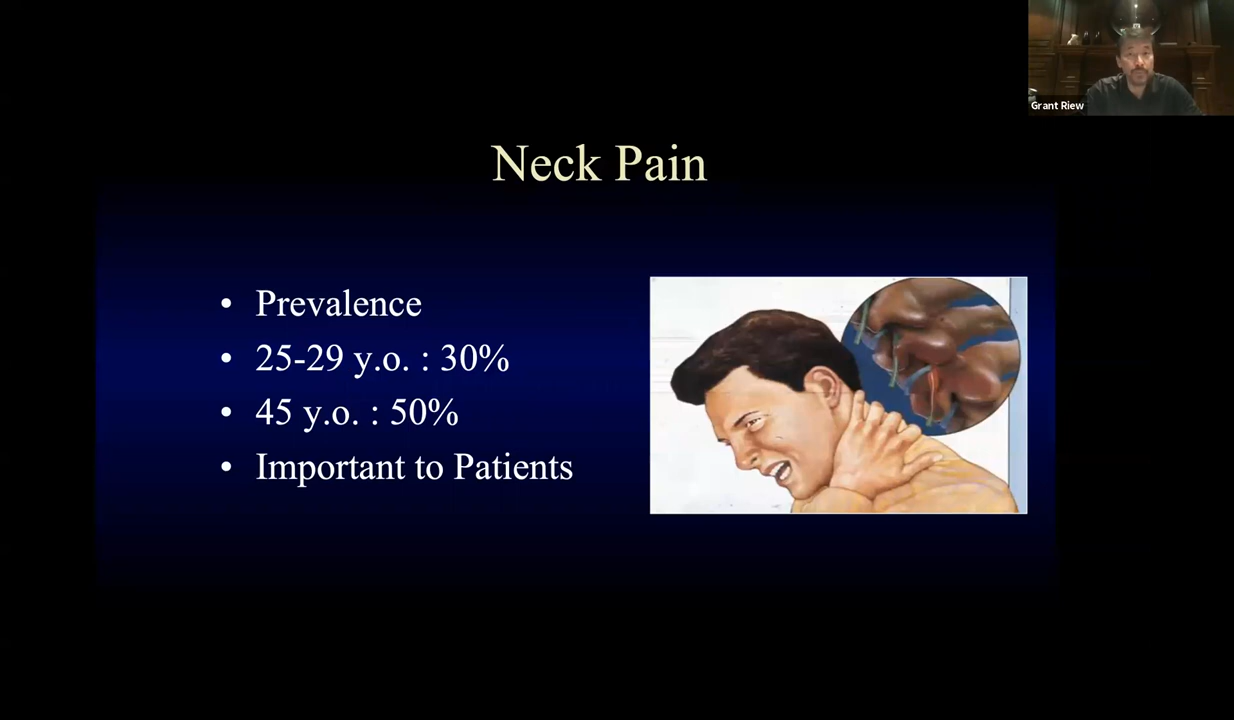 Grant Riew
Neck Pain
• Prevalence
• 25-29 y.o. : 30%
• 45 y.o. : 50%
• Important to Patients